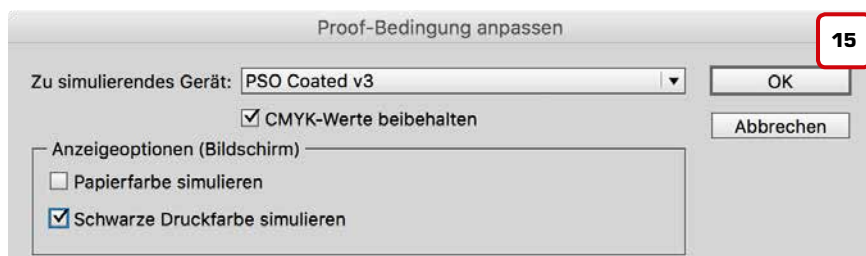 Proof-Bedingung anpassen
15
Zu simulierendes Gerät: PSO Coated v3
OK
CMYK-Werte beibehalten
Abbrechen
Anzeigeoptionen (Bildschirm)
Papierfarbe simulieren
Schwarze Druckfarbe simulieren